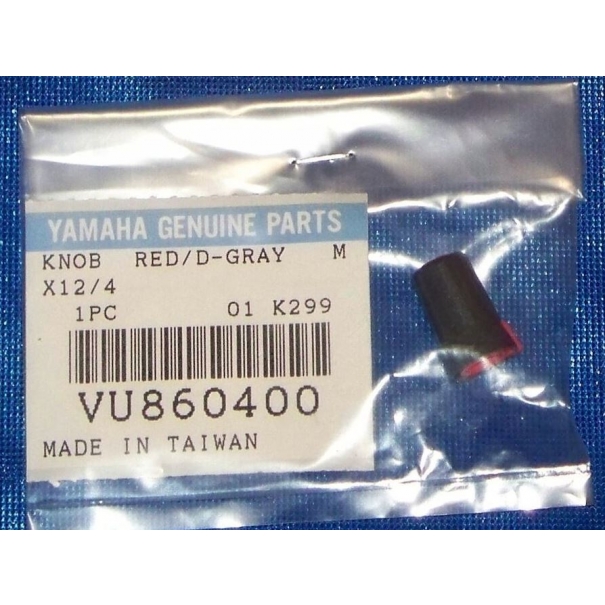 YAMAHA GENUINE PARTS
KNOB RED/D-GRAY M
X12/4
1PC 01 K299
VU860400
MADE IN TAIWAN